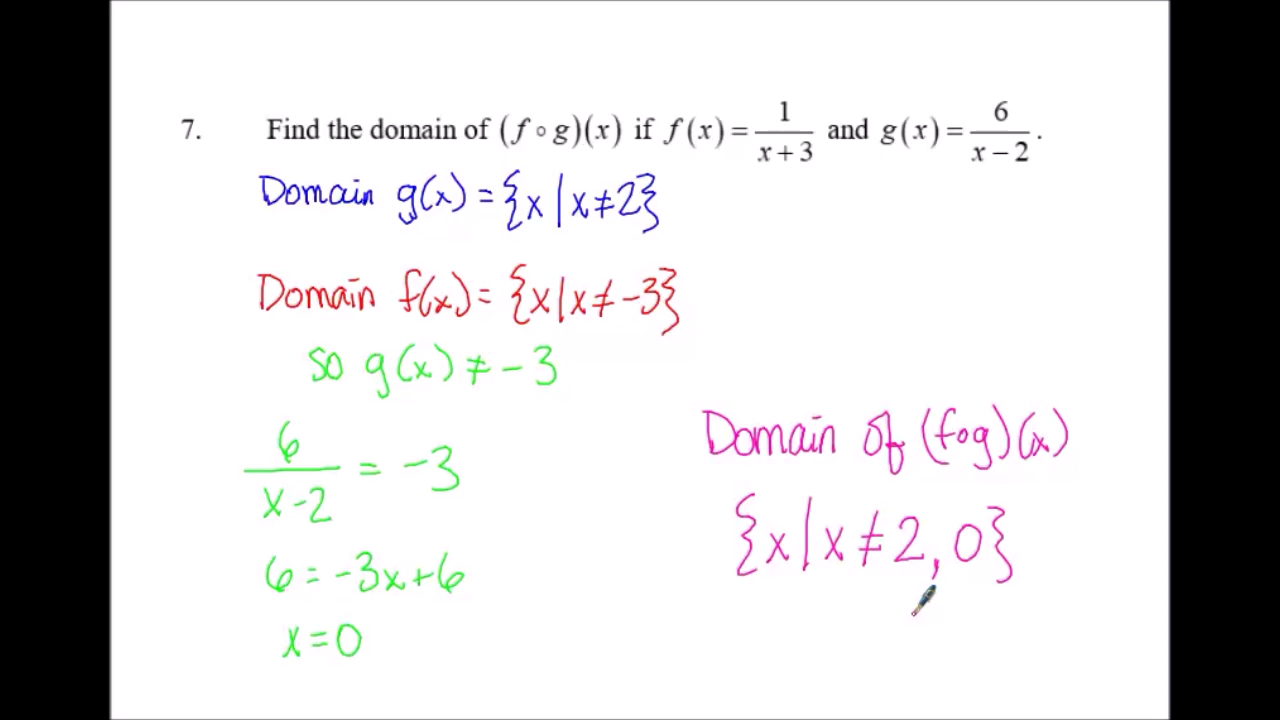 7. Find the domain of (f∘g)(x) if f(x) = 1/(x+3) and g(x) = 6/(x−2).
Domain g(x) = {x | x≠2}
Domain f(x) = {x | x≠-3}
so g(x) ≠ -3
6/(x-2) = -3
6 = -3x+6
x = 0
Domain of (fog)(x)
{x | x≠2, 0}